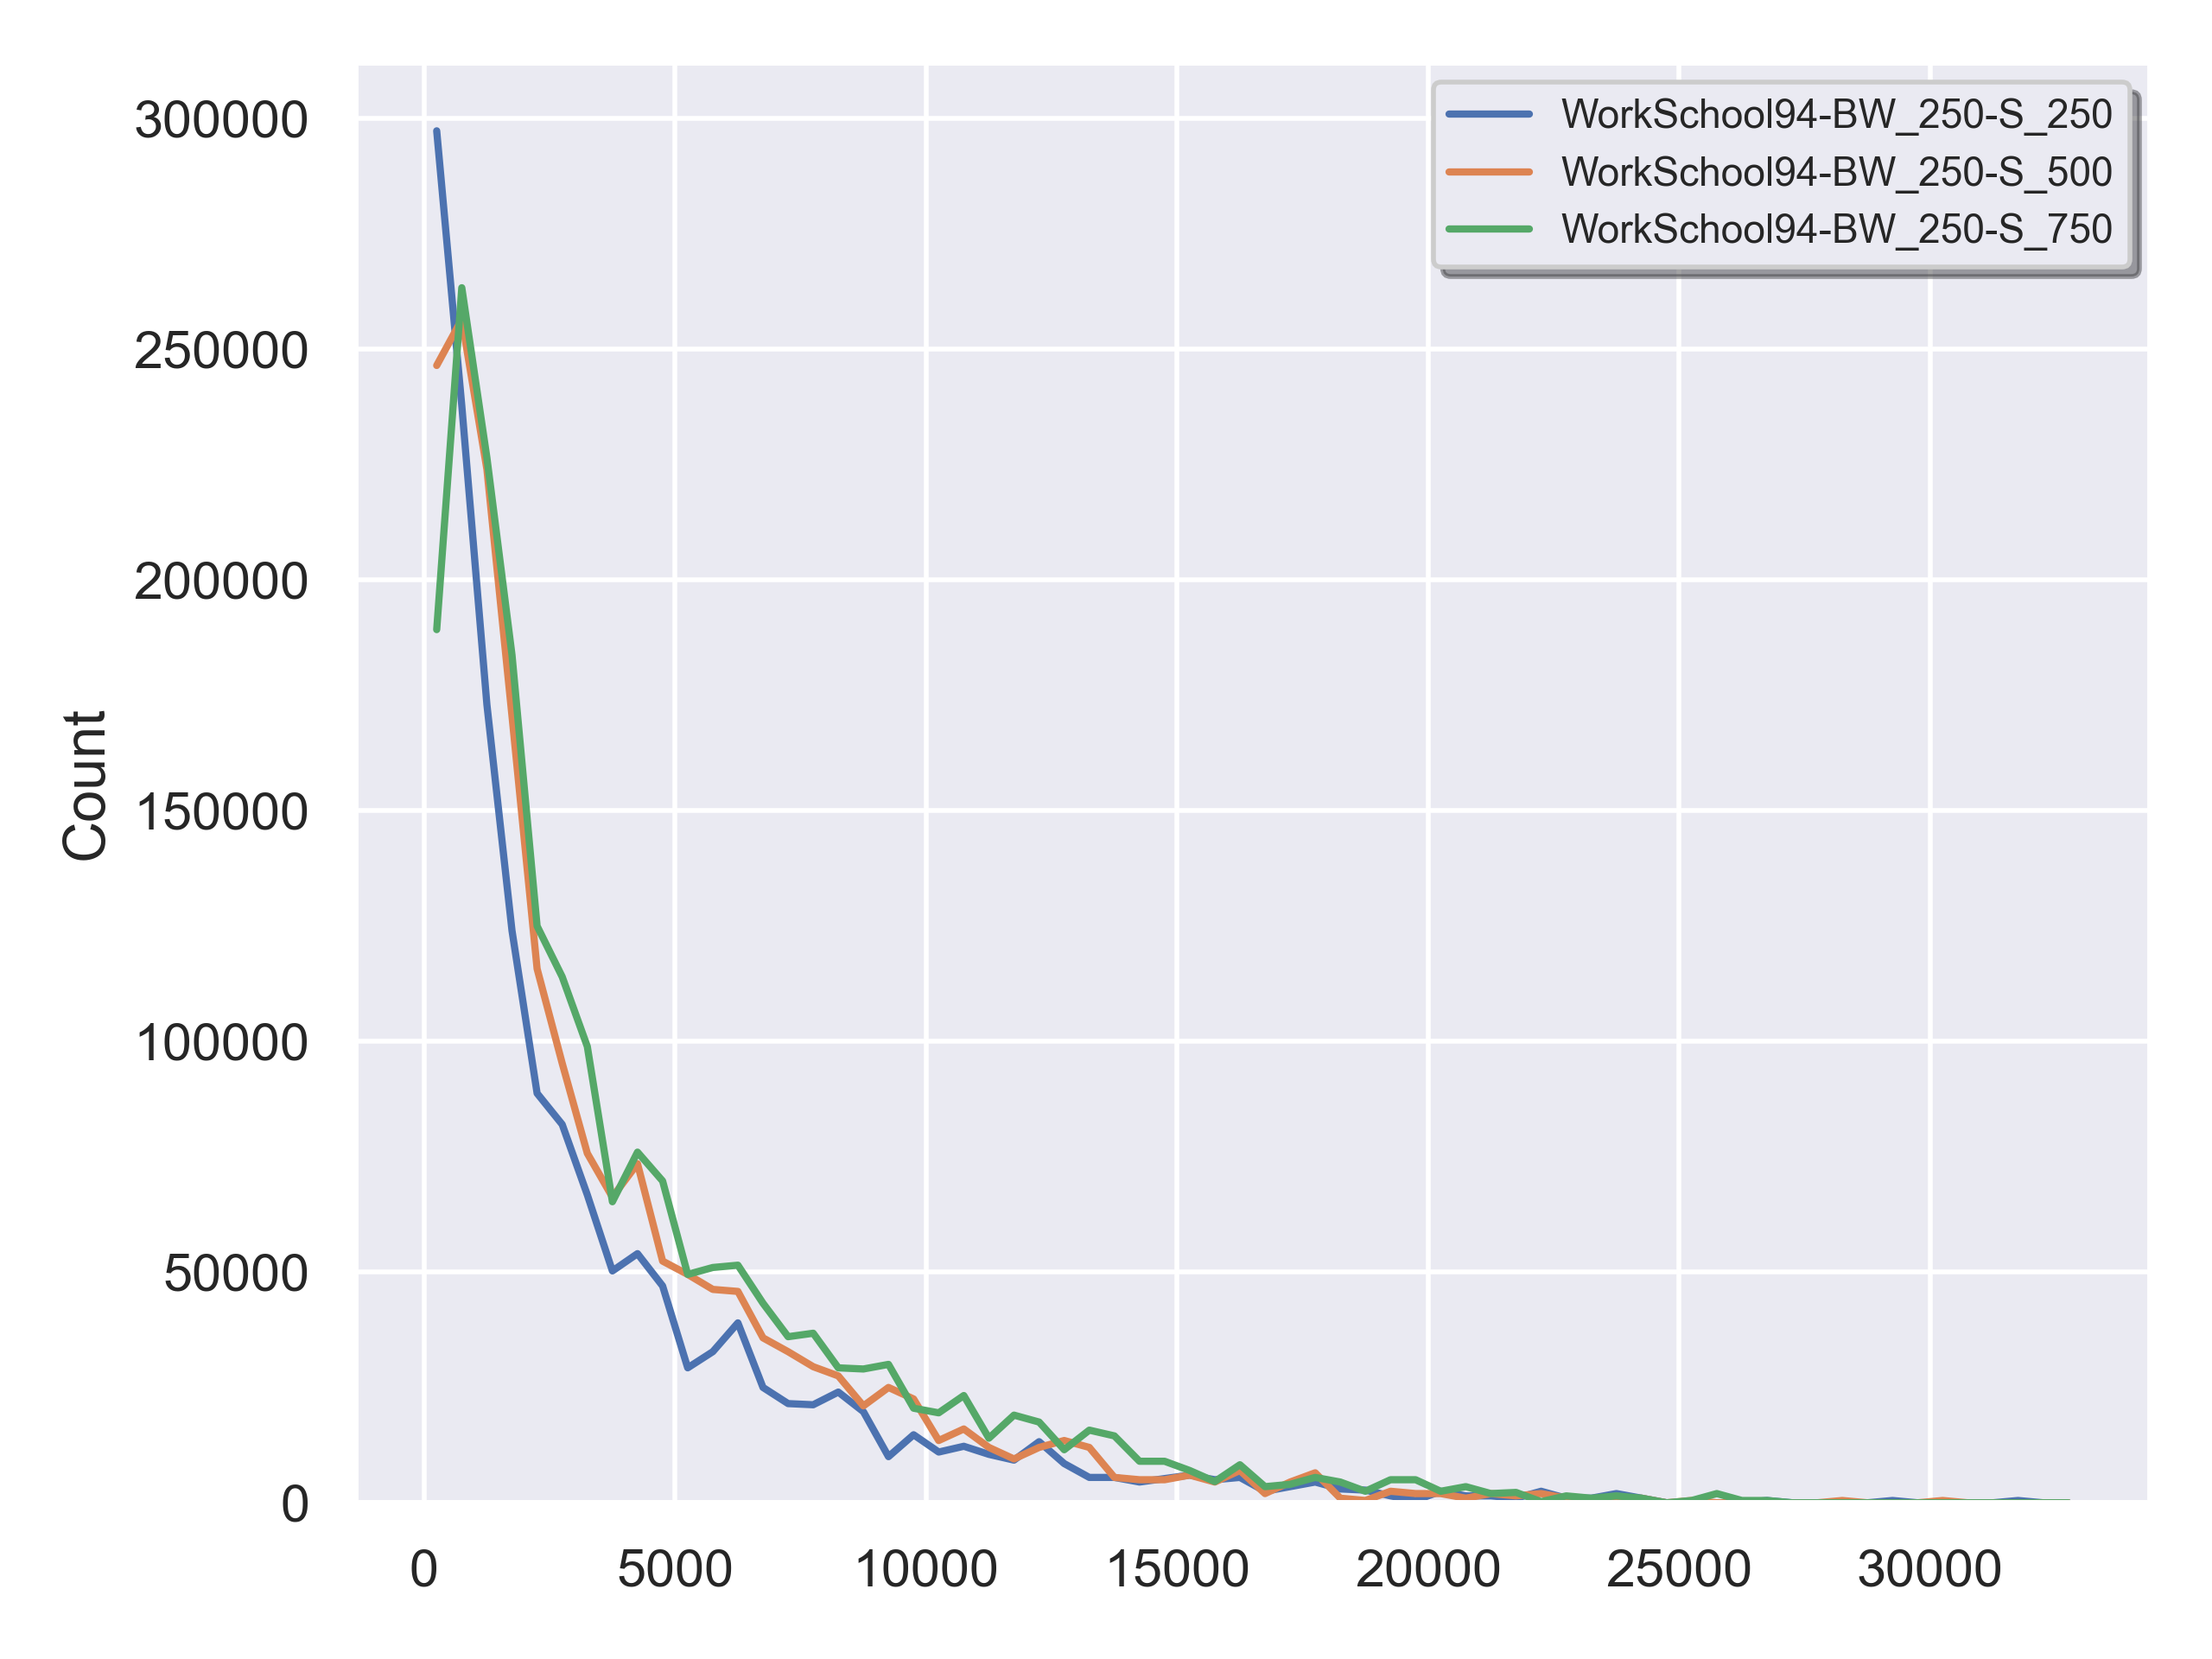 300000
250000
200000
150000
100000
50000
0
Count
0 5000 10000 15000 20000 25000 30000
WorkSchool94-BW_250-S_250
WorkSchool94-BW_250-S_500
WorkSchool94-BW_250-S_750